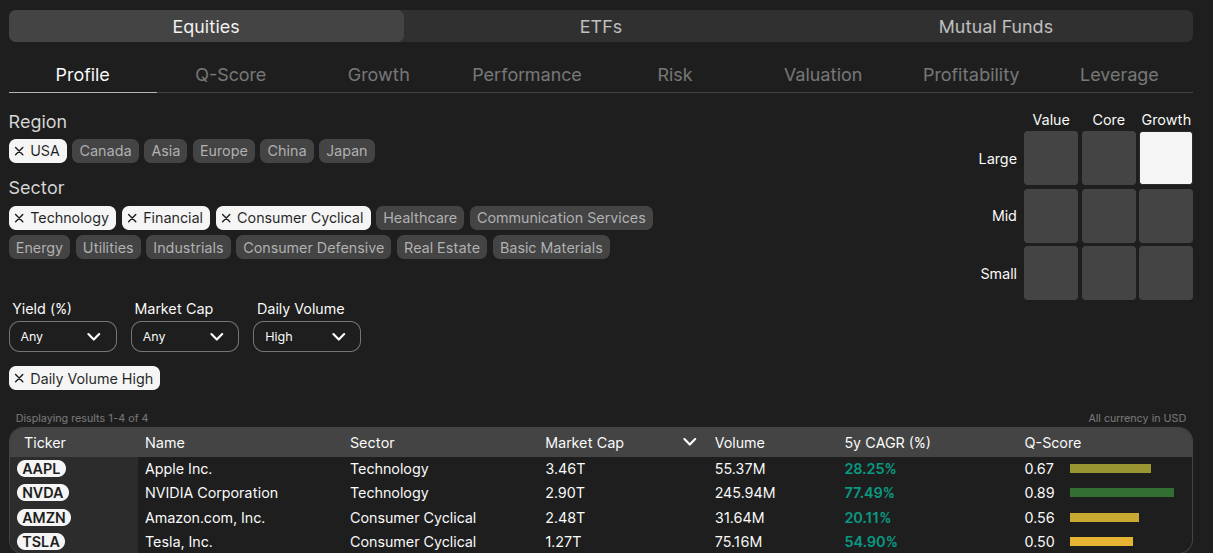 Equities ETFs Mutual Funds
Profile Q-Score Growth Performance Risk Valuation Profitability Leverage
Region
× USA Canada Asia Europe China Japan
Sector
× Technology × Financial × Consumer Cyclical Healthcare Communication Services
Energy Utilities Industrials Consumer Defensive Real Estate Basic Materials
Value Core Growth
Large
Mid
Small
Yield (%) Market Cap Daily Volume
Any Any High
× Daily Volume High
Displaying results 1-4 of 4 All currency in USD
Ticker Name Sector Market Cap Volume 5y CAGR (%) Q-Score
AAPL Apple Inc. Technology 3.46T 55.37M 28.25% 0.67
NVDA NVIDIA Corporation Technology 2.90T 245.94M 77.49% 0.89
AMZN Amazon.com, Inc. Consumer Cyclical 2.48T 31.64M 20.11% 0.56
TSLA Tesla, Inc. Consumer Cyclical 1.27T 75.16M 54.90% 0.50